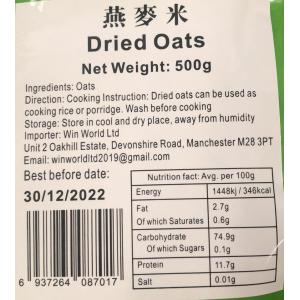 燕麥米
Dried Oats
Net Weight: 500g
Ingredients: Oats
Direction: Cooking Instruction: Dried oats can be used as
cooking rice or porridge. Wash before cooking
Storage: Store in cool and dry place, away from humidity
Importer: Win World Ltd
Unit 2 Oakhill Estate, Devonshire Road, Manchester M28 3PT
Email: winworldltd2019@gmail.com
Best before date:
30/12/2022
Nutrition fact: Avg. per 100g
Energy 1448kj / 346kcal
Fat 2.7g
Of which Saturates 0.6g
Carbohydrate 74.9g
Of which Sugars 0.1g
Protein 11.7g
Salt 0.01g
6 937264 087017